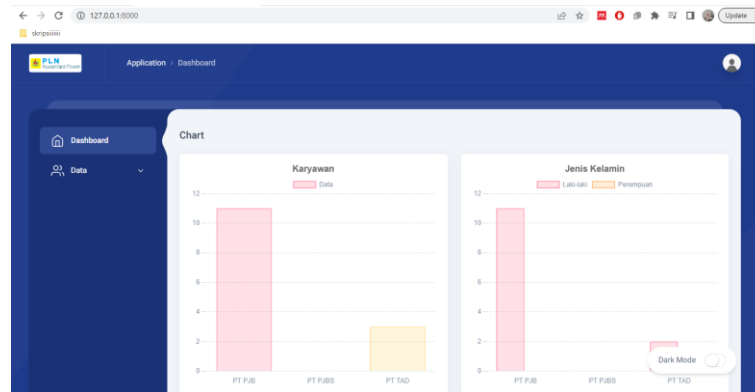 127.0.0.1:8000
Update
skripsiiiii
PLN
Nusantara Power
Application > Dashboard
Dashboard
Data
Chart
Karyawan
Data
12
10
8
6
4
2
0
PT PJB PT PJBS PT TAD
Jenis Kelamin
Laki-laki Perempuan
12
10
8
6
4
2
0
PT PJB PT PJBS PT TAD
Dark Mode